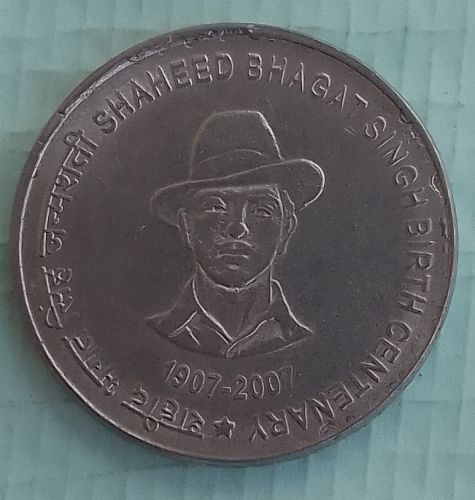 शहीद भगत सिंह जन्मशती
SHAHEED BHAGAT SINGH BIRTH CENTENARY
1907-2007